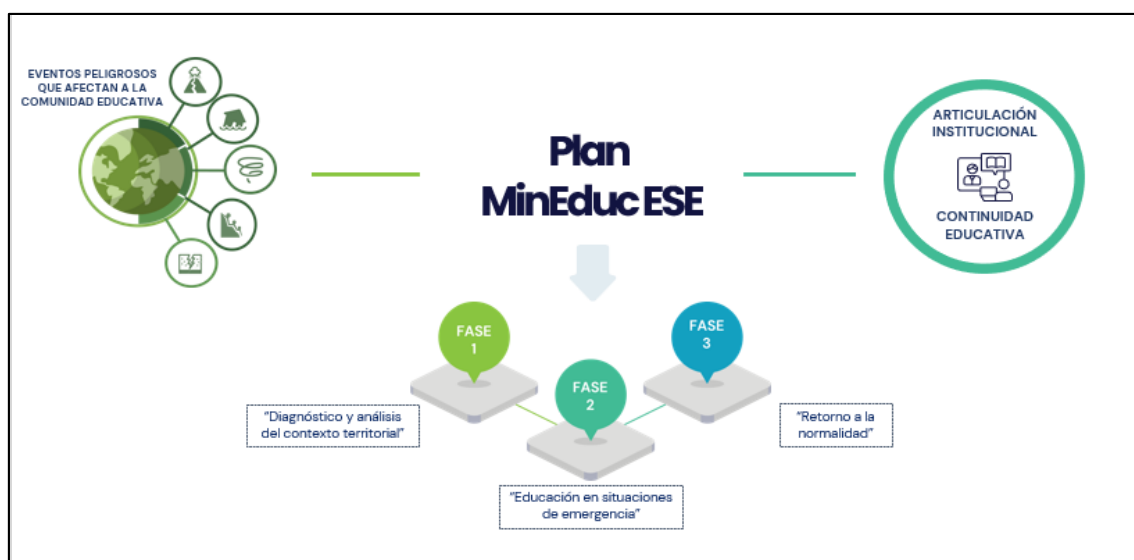 EVENTOS PELIGROSOS
QUE AFECTAN A LA
COMUNIDAD EDUCATIVA
Plan
MinEduc ESE
ARTICULACIÓN
INSTITUCIONAL
CONTINUIDAD
EDUCATIVA
FASE
1
"Diagnóstico y análisis
del contexto territorial"
FASE
2
"Educación en situaciones
de emergencia"
FASE
3
"Retorno a la
normalidad"